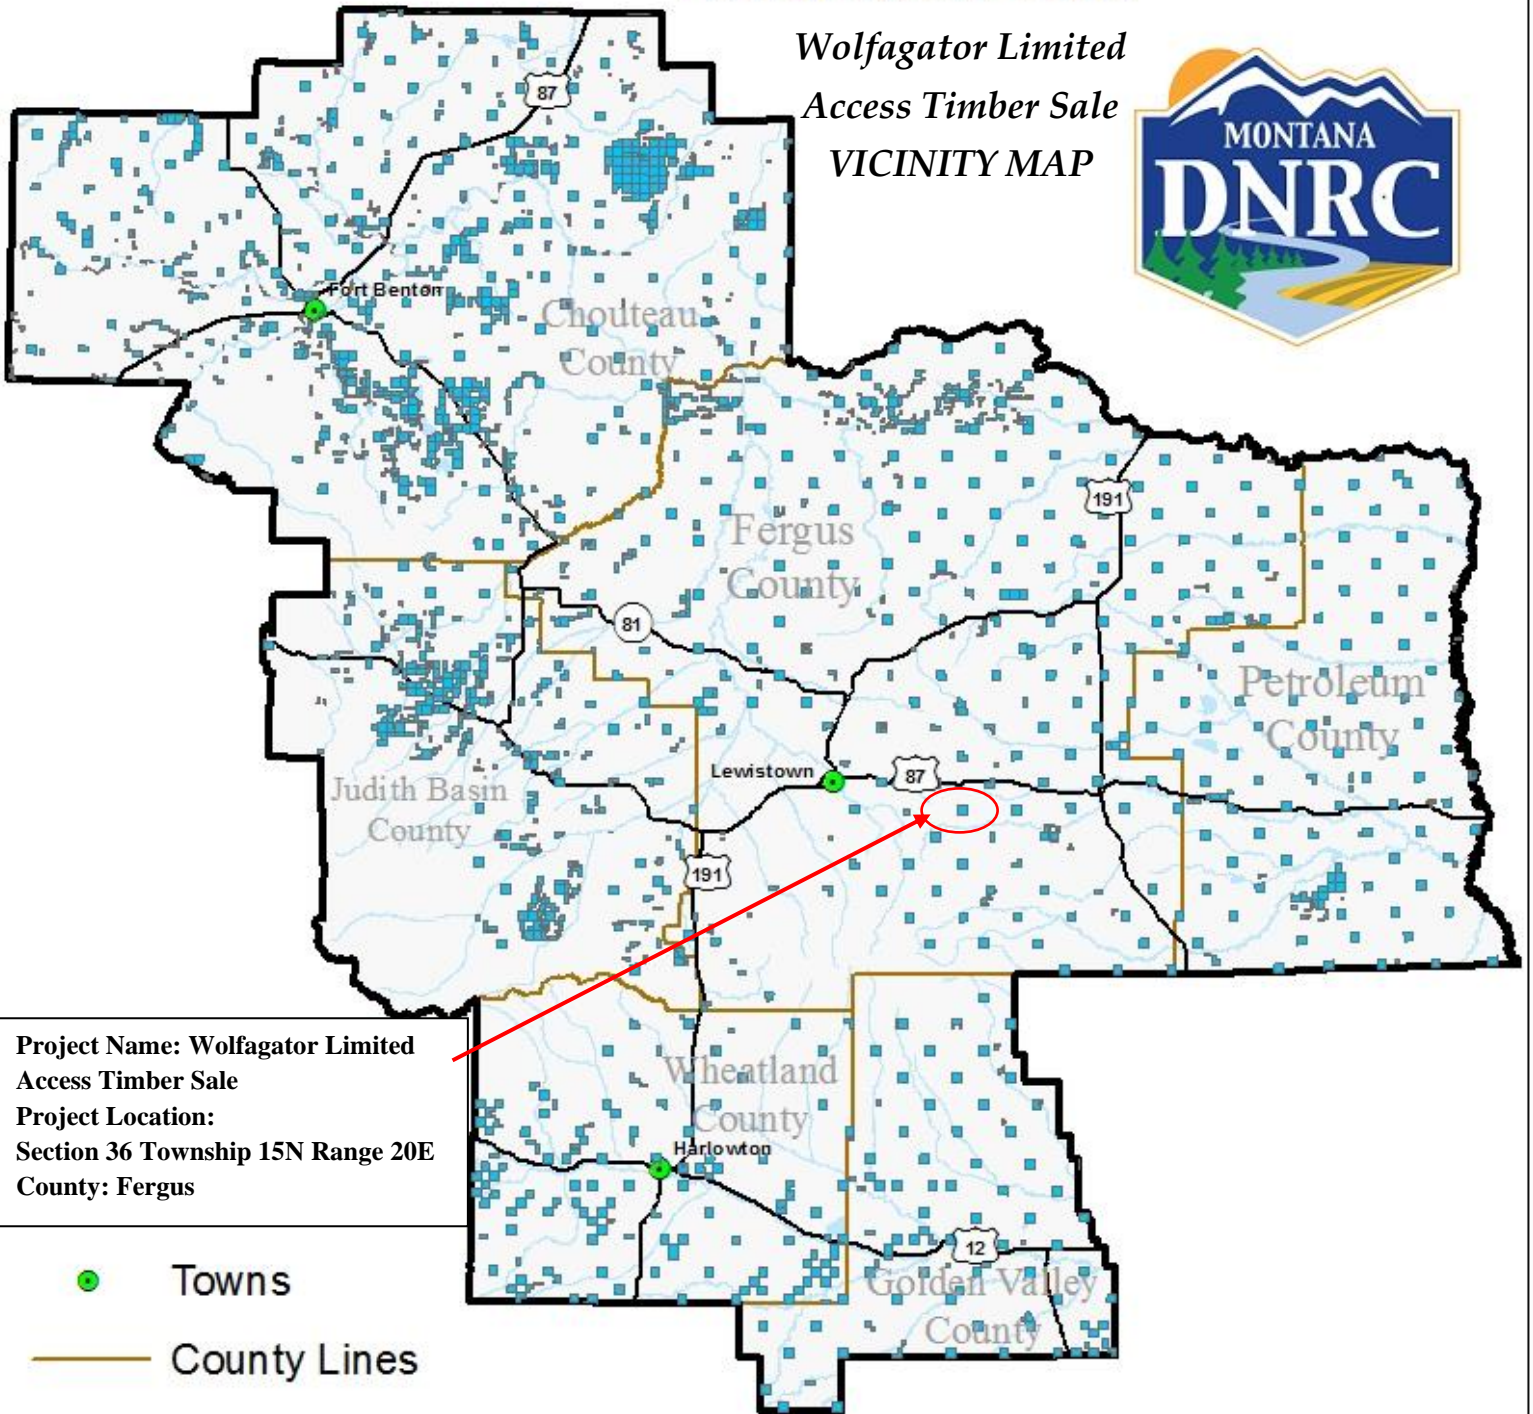 Wolfagator Limited
Access Timber Sale
VICINITY MAP
MONTANA
DNRC
87
Fort Benton
Chouteau
County
191
Fergus
County
81
Petroleum
County
Lewistown
87
Judith Basin
County
191
Project Name: Wolfagator Limited
Access Timber Sale
Project Location:
Section 36 Township 15N Range 20E
County: Fergus
Wheatland
County
Harlowton
12
Golden Valley
County
Towns
County Lines